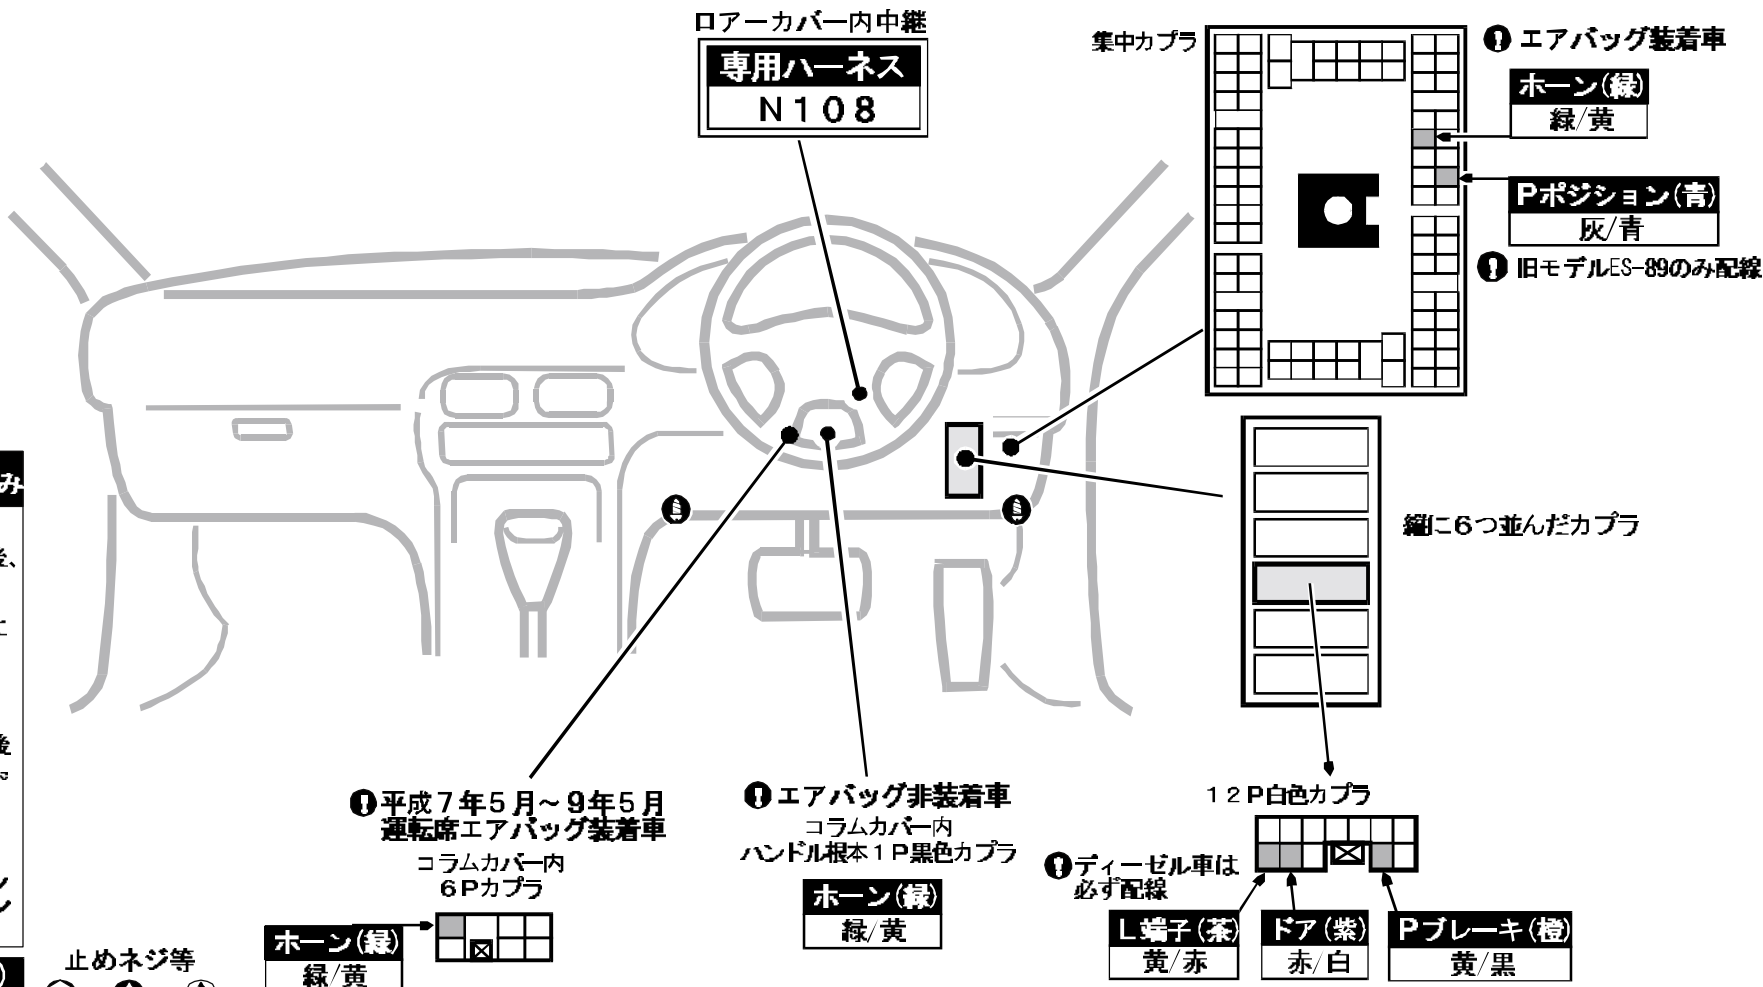 ロアーカバー内中継
専用ハーネス
N108
集中カプラ
エアバッグ装着車
ホーン(緑)
緑/黄
Pポジション(青)
灰/青
旧モデルES-89のみ配線
縦に6つ並んだカプラ
み
に
後
平成7年5月~9年5月
運転席エアバッグ装着車
コラムカバー内
6Pカプラ
ホーン(緑)
緑/黄
エアバッグ非装着車
コラムカバー内
ハンドル根本1P黒色カプラ
ホーン(緑)
緑/黄
12P白色カプラ
ディーゼル車は
必ず配線
L端子(茶)
黄/赤
ドア(紫)
赤/白
Pブレーキ(橙)
黄/黒
止めネジ等